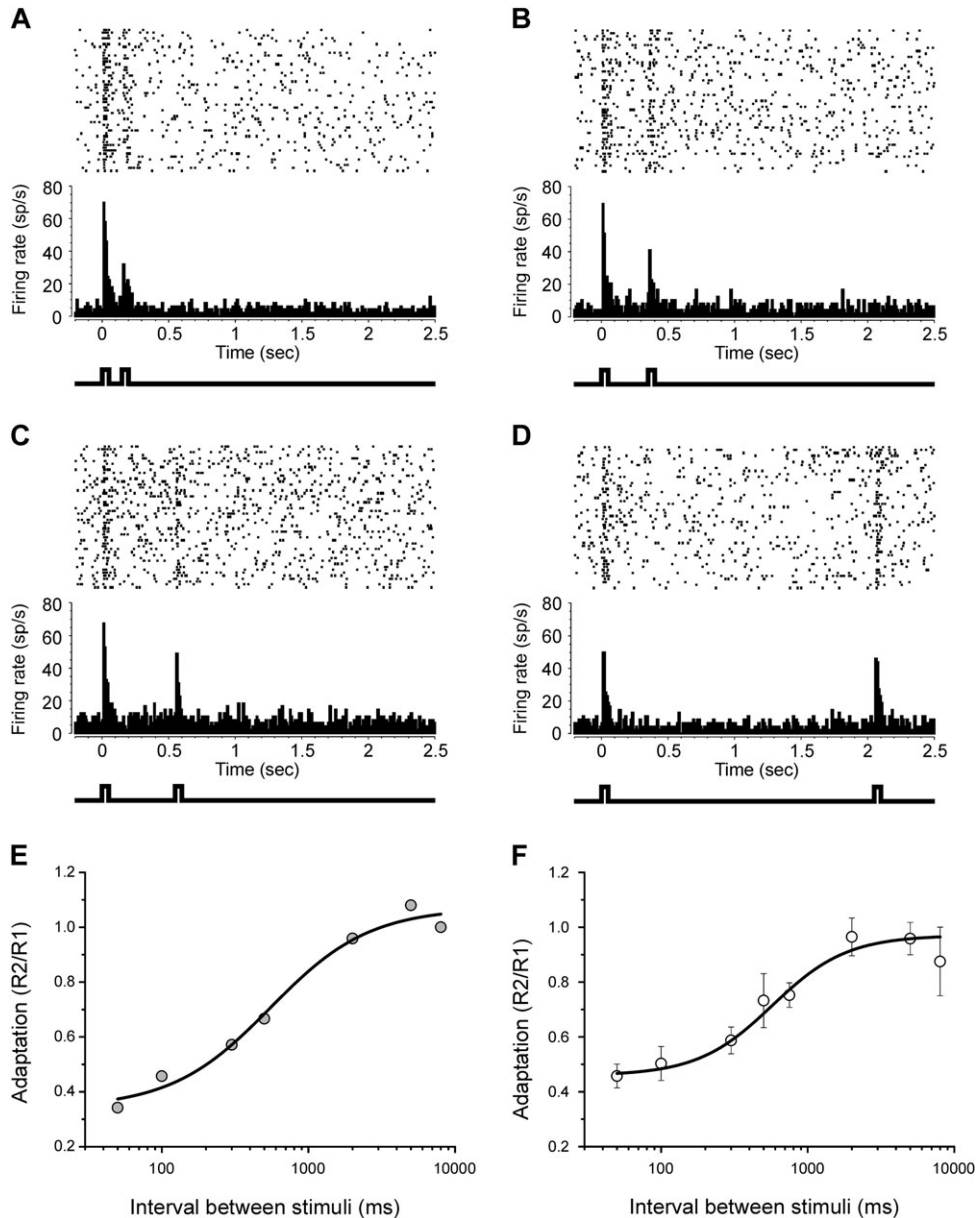 A
Firing rate (sp/s)
80
60
40
20
0
0 0.5 1 1.5 2 2.5
Time (sec)
B
Firing rate (sp/s)
80
60
40
20
0
0 0.5 1 1.5 2 2.5
Time (sec)
C
Firing rate (sp/s)
80
60
40
20
0
0 0.5 1 1.5 2 2.5
Time (sec)
D
Firing rate (sp/s)
80
60
40
20
0
0 0.5 1 1.5 2 2.5
Time (sec)
E
Adaptation (R2/R1)
1.2
1.0
0.8
0.6
0.4
0.2
100 1000 10000
Interval between stimuli (ms)
F
Adaptation (R2/R1)
1.2
1.0
0.8
0.6
0.4
0.2
100 1000 10000
Interval between stimuli (ms)